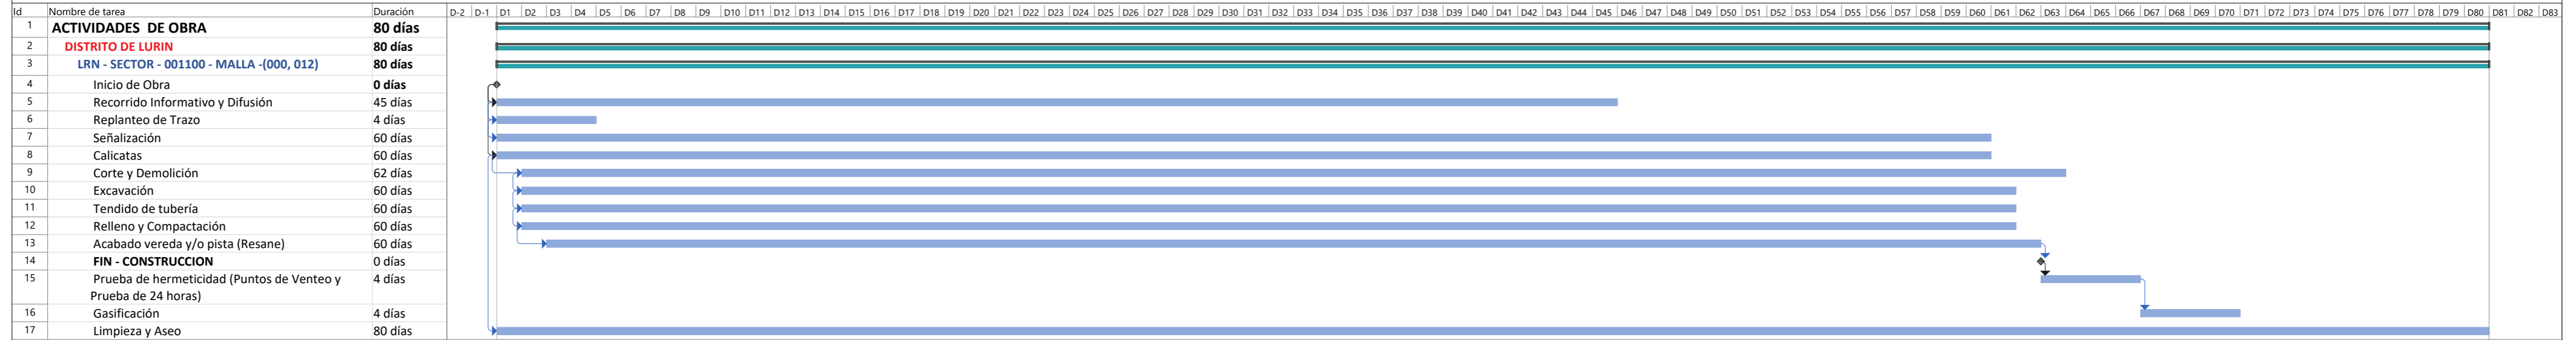 Id Nombre de tarea Duración D-2 D-1 D1 D2 D3 D4 D5 D6 D7 D8 D9 D10 D11 D12 D13 D14 D15 D16 D17 D18 D19 D20 D21 D22 D23 D24 D25 D26 D27 D28 D29 D30 D31 D32 D33 D34 D35 D36 D37 D38 D39 D40 D41 D42 D43 D44 D45 D46 D47 D48 D49 D50 D51 D52 D53 D54 D55 D56 D57 D58 D59 D60 D61 D62 D63 D64 D65 D66 D67 D68 D69 D70 D71 D72 D73 D74 D75 D76 D77 D78 D79 D80 D81 D82 D83
1 ACTIVIDADES DE OBRA 80 días
2 DISTRITO DE LURIN 80 días
3 LRN - SECTOR - 001100 - MALLA -(000, 012) 80 días
4 Inicio de Obra 0 días
5 Recorrido Informativo y Difusión 45 días
6 Replanteo de Trazo 4 días
7 Señalización 60 días
8 Calicatas 60 días
9 Corte y Demolición 62 días
10 Excavación 60 días
11 Tendido de tubería 60 días
12 Relleno y Compactación 60 días
13 Acabado vereda y/o pista (Resane) 60 días
14 FIN - CONSTRUCCION 0 días
15 Prueba de hermeticidad (Puntos de Venteo y 4 días
Prueba de 24 horas)
16 Gasificación 4 días
17 Limpieza y Aseo 80 días